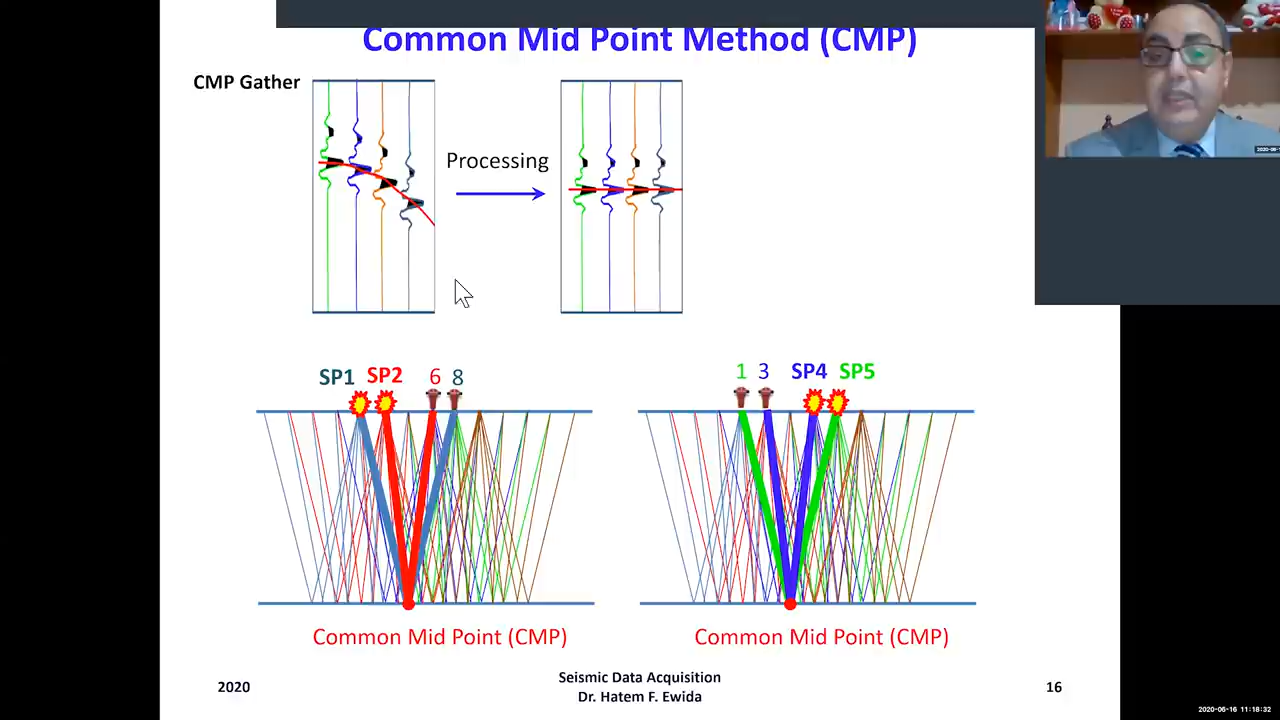 Common Mid Point Method (CMP)
CMP Gather
Processing
SP1 SP2 6 8
1 3 SP4 SP5
Common Mid Point (CMP)
Common Mid Point (CMP)
2020
Seismic Data Acquisition
Dr. Hatem F. Ewida
16
2020-06-16 11:18:32